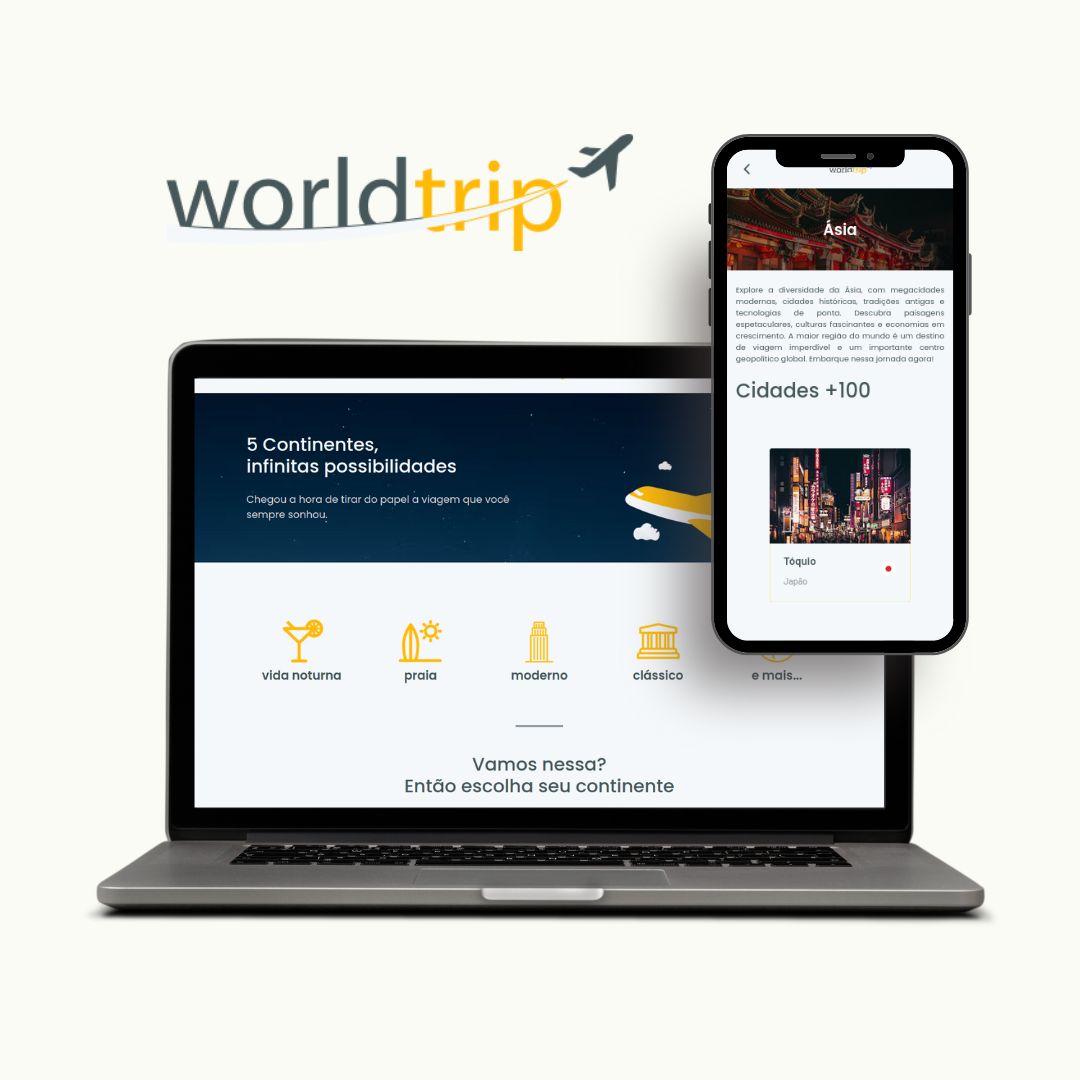 worldtrip
worldtrip
Ásia
Explore a diversidade da Ásia, com megacidades
modernas, cidades históricas, tradições antigas e
tecnologias de ponta. Descubra paisagens
espetaculares, culturas fascinantes e economias em
crescimento. A maior região do mundo é um destino
de viagem imperdível e um importante centro
geopolítico global. Embarque nessa jornada agora!
Cidades +100
Tóquio
Japão
5 Continentes,
infinitas possibilidades
Chegou a hora de tirar do papel a viagem que você
sempre sonhou.
vida noturna
praia
moderno
clássico
e mais...
Vamos nessa?
Então escolha seu continente